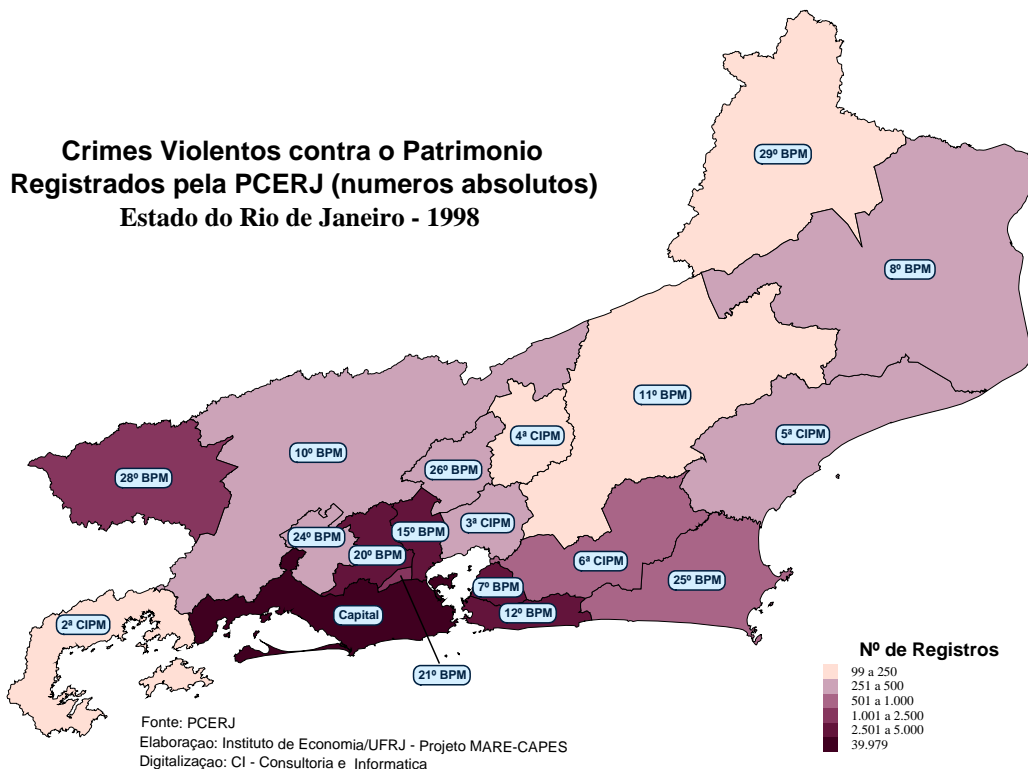 Crimes Violentos contra o Patrimonio
Registrados pela PCERJ (numeros absolutos)
Estado do Rio de Janeiro - 1998
29º BPM
8º BPM
11º BPM
4ª CIPM
5ª CIPM
10º BPM
26º BPM
28º BPM
3ª CIPM
15º BPM
24º BPM
20º BPM
6ª CIPM
25º BPM
7º BPM
12º BPM
Capital
2ª CIPM
21º BPM
Nº de Registros
99 a 250
251 a 500
501 a 1.000
1.001 a 2.500
2.501 a 5.000
39.979
Fonte: PCERJ
Elaboraçao: Instituto de Economia/UFRJ - Projeto MARE-CAPES
Digitalizaçao: CI - Consultoria e Informatica